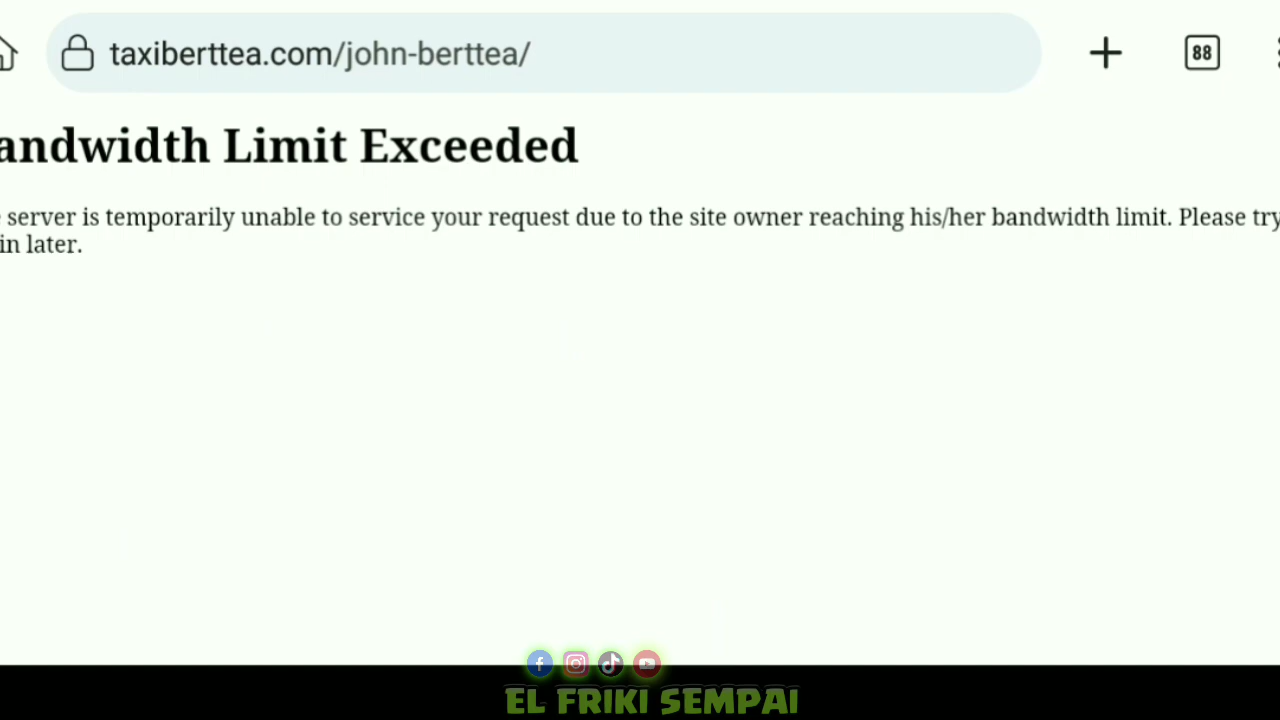 taxiberttea.com/john-berttea/
88
andwidth Limit Exceeded
server is temporarily unable to service your request due to the site owner reaching his/her bandwidth limit. Please try
in later.
EL FRIKI SEMPAI